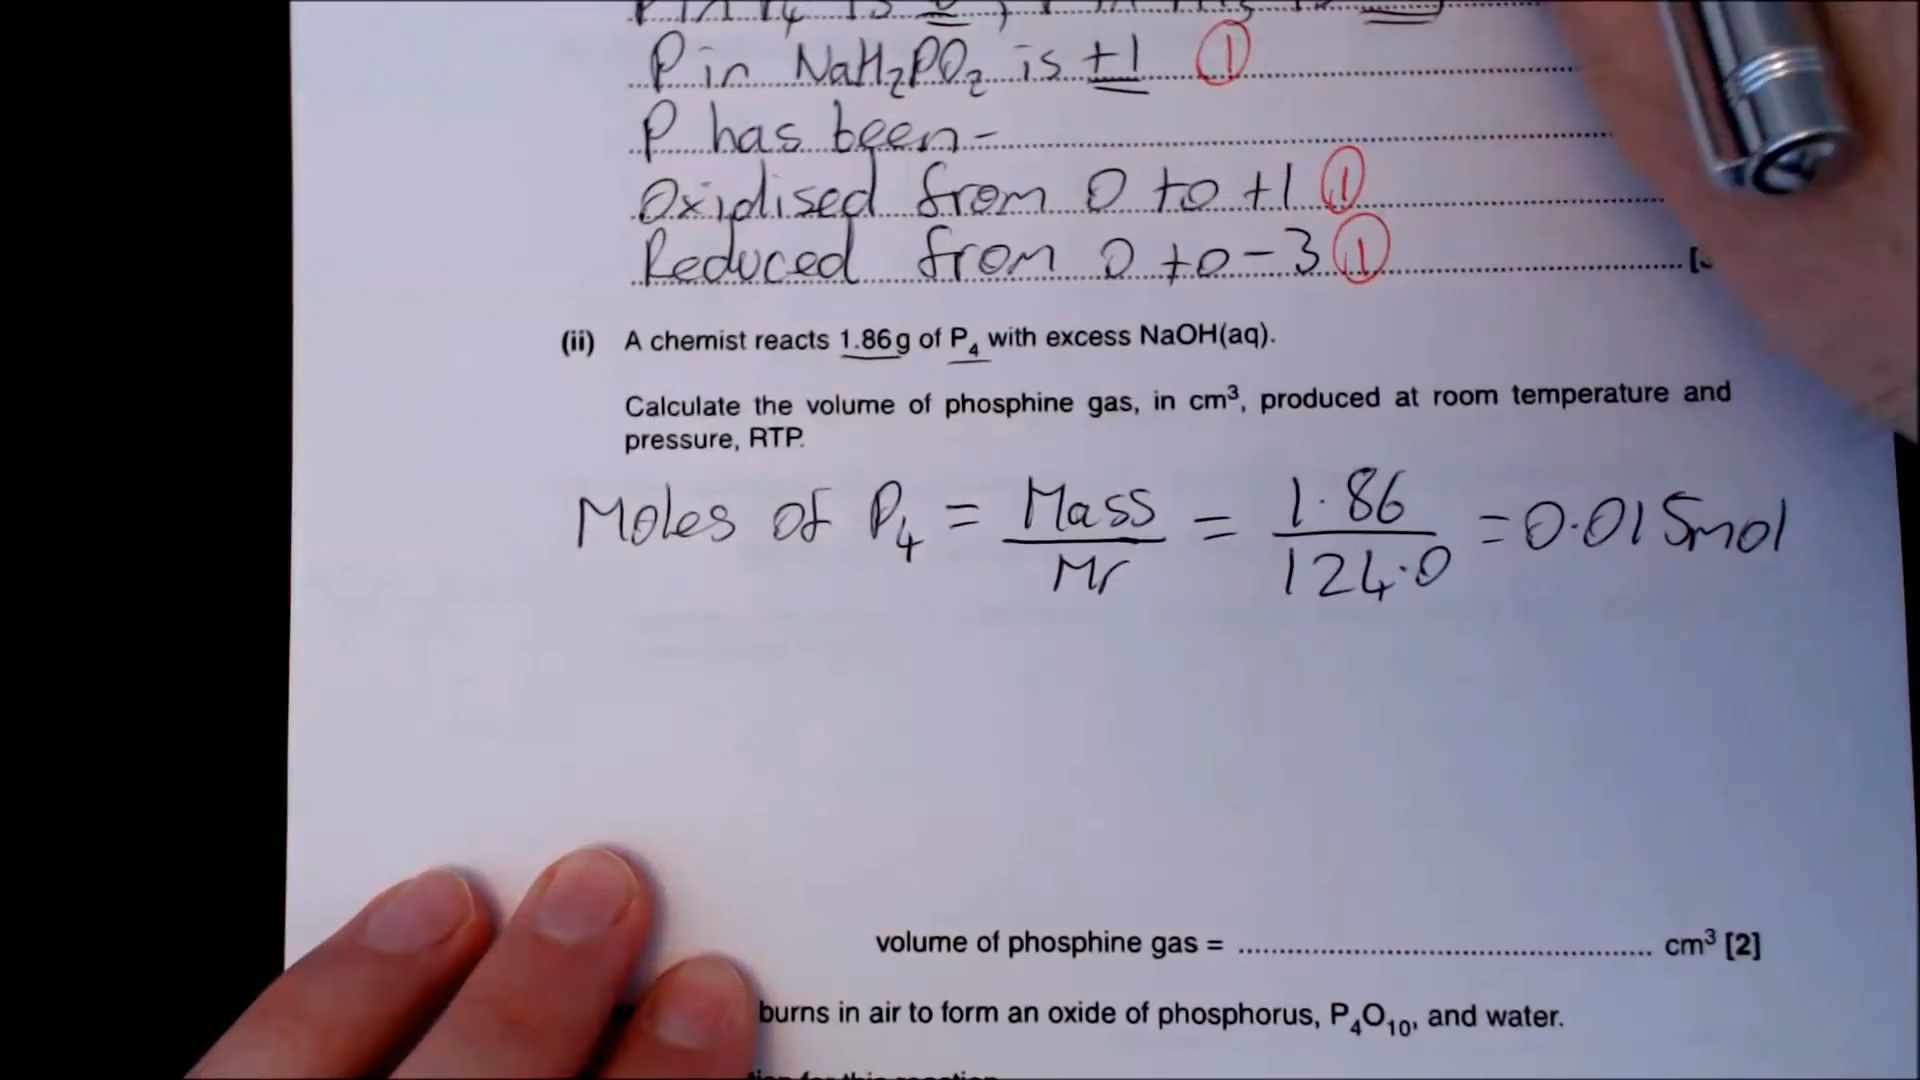 P in NaH₂PO₂ is +1 ①
P has been-
Oxidised from 0 to +1 ①
Reduced from 0 to -3 ①
(ii) A chemist reacts 1.86g of P₄ with excess NaOH(aq).
Calculate the volume of phosphine gas, in cm³, produced at room temperature and
pressure, RTP.
Moles of P₄ = Mass/Mr = 1.86/124.0 = 0.015mol
volume of phosphine gas = .................................................. cm³ [2]
burns in air to form an oxide of phosphorus, P₄O₁₀, and water.